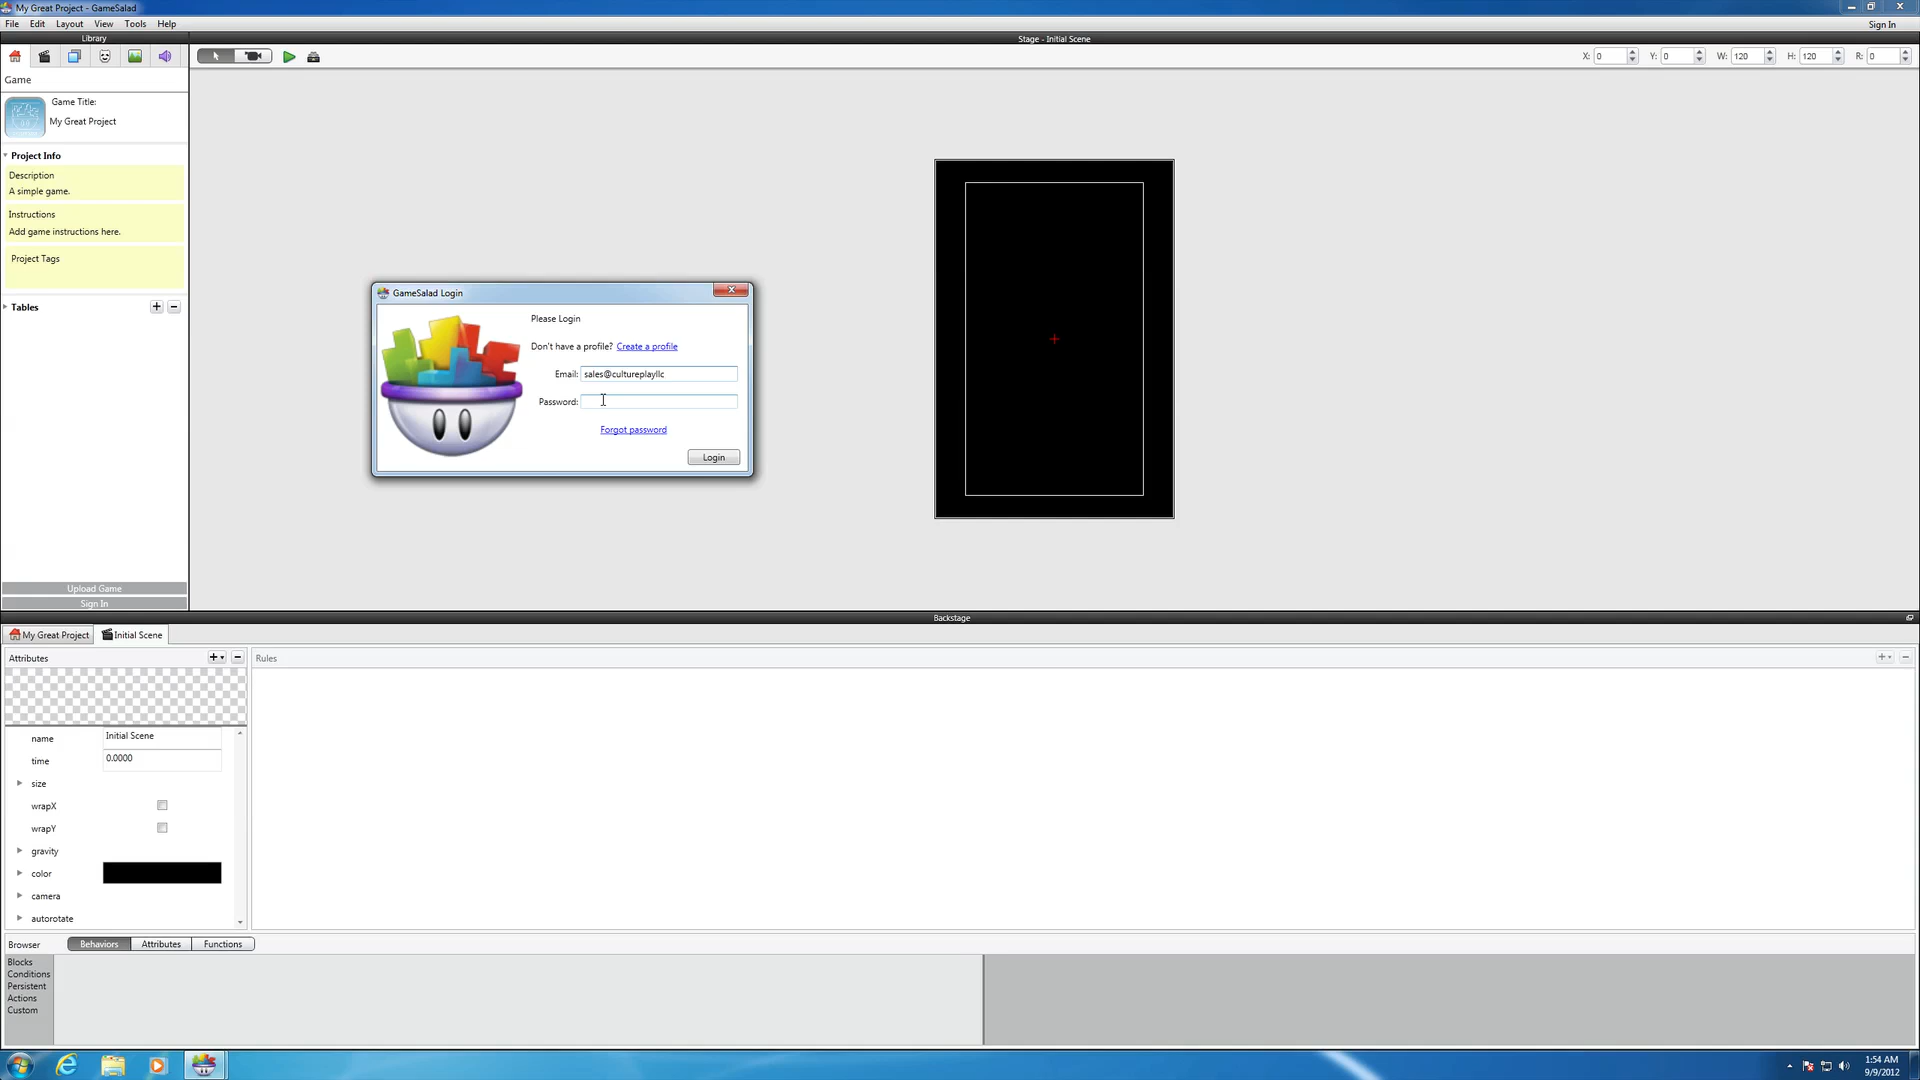 My Great Project - GameSalad
File Edit Layout View Tools Help Sign In
Library
Stage - Initial Scene
X: 0 Y: 0 W: 120 H: 120 R: 0
Game
Game Title:
My Great Project
Project Info
Description
A simple game.
Instructions
Add game instructions here.
Project Tags
Tables
GameSalad Login
Please Login
Don't have a profile? Create a profile
Email: sales@cultureplayllc
Password:
Forgot password
Login
Upload Game
Sign In
Backstage
My Great Project Initial Scene
Attributes
Rules
name Initial Scene
time 0.0000
size
wrapX
wrapY
gravity
color
camera
autorotate
Browser Behaviors Attributes Functions
Blocks
Conditions
Persistent
Actions
Custom
1:54 AM
9/9/2012